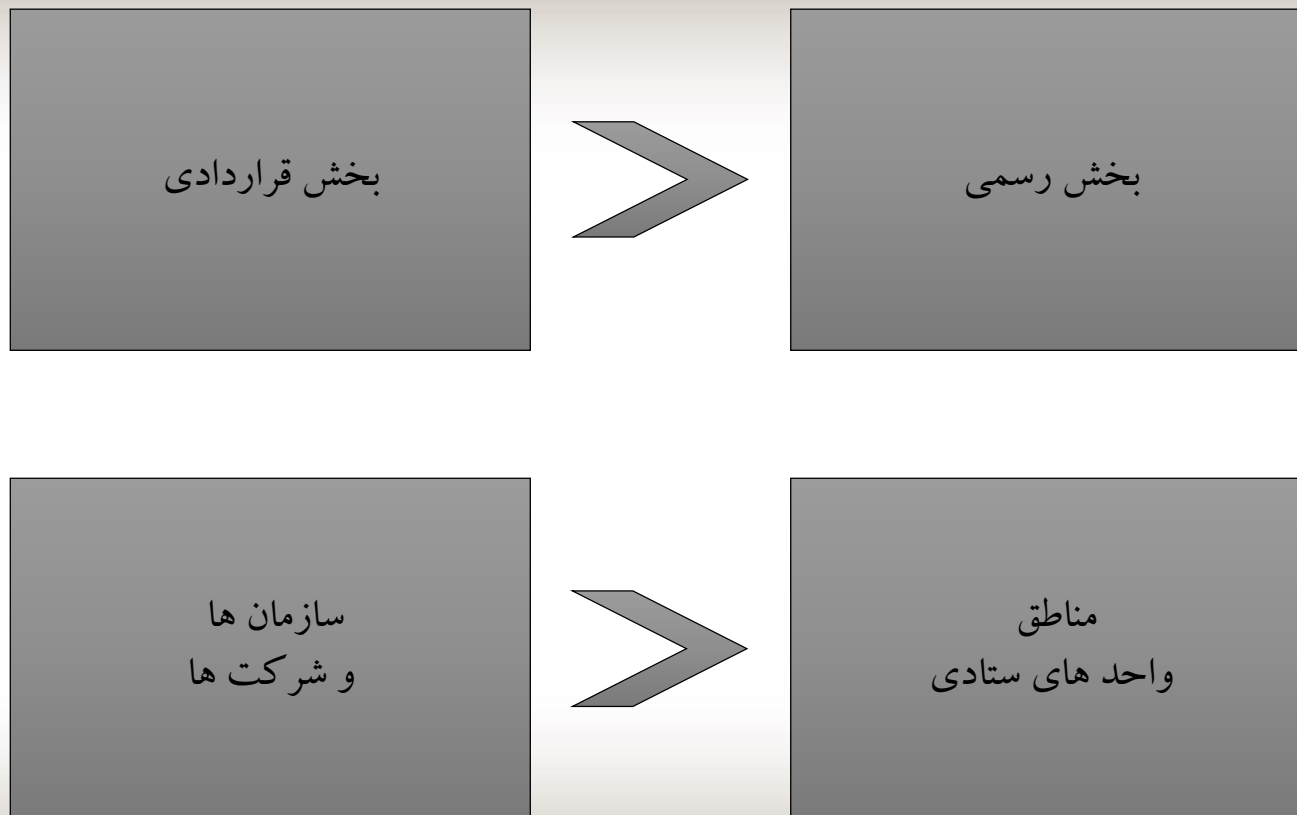 بخش رسمی
بخش قراردادی
مناطق
واحد های ستادی
سازمان ها
و شرکت ها